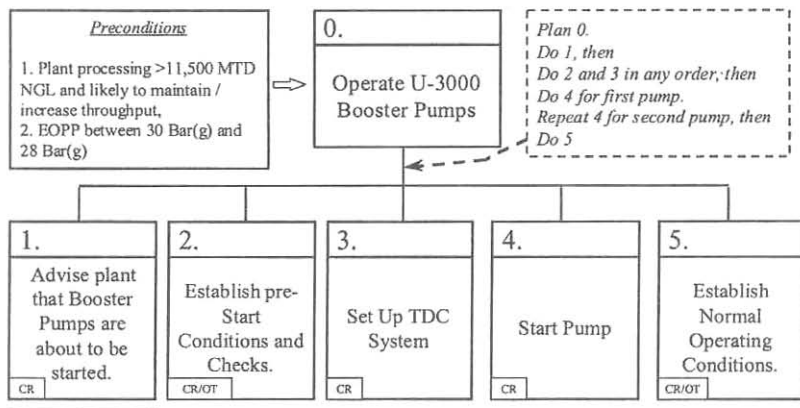 Preconditions
1. Plant processing >11,500 MTD
NGL and likely to maintain /
increase throughput,
2. EOPP between 30 Bar(g) and
28 Bar(g)
0.
Operate U-3000
Booster Pumps
Plan 0.
Do 1, then
Do 2 and 3 in any order, then
Do 4 for first pump.
Repeat 4 for second pump, then
Do 5
1.
Advise plant
that Booster
Pumps are
about to be
started.
CR
2.
Establish pre-
Start
Conditions and
Checks.
CR/OT
3.
Set Up TDC
System
CR
4.
Start Pump
CR
5.
Establish
Normal
Operating
Conditions.
CR/OT